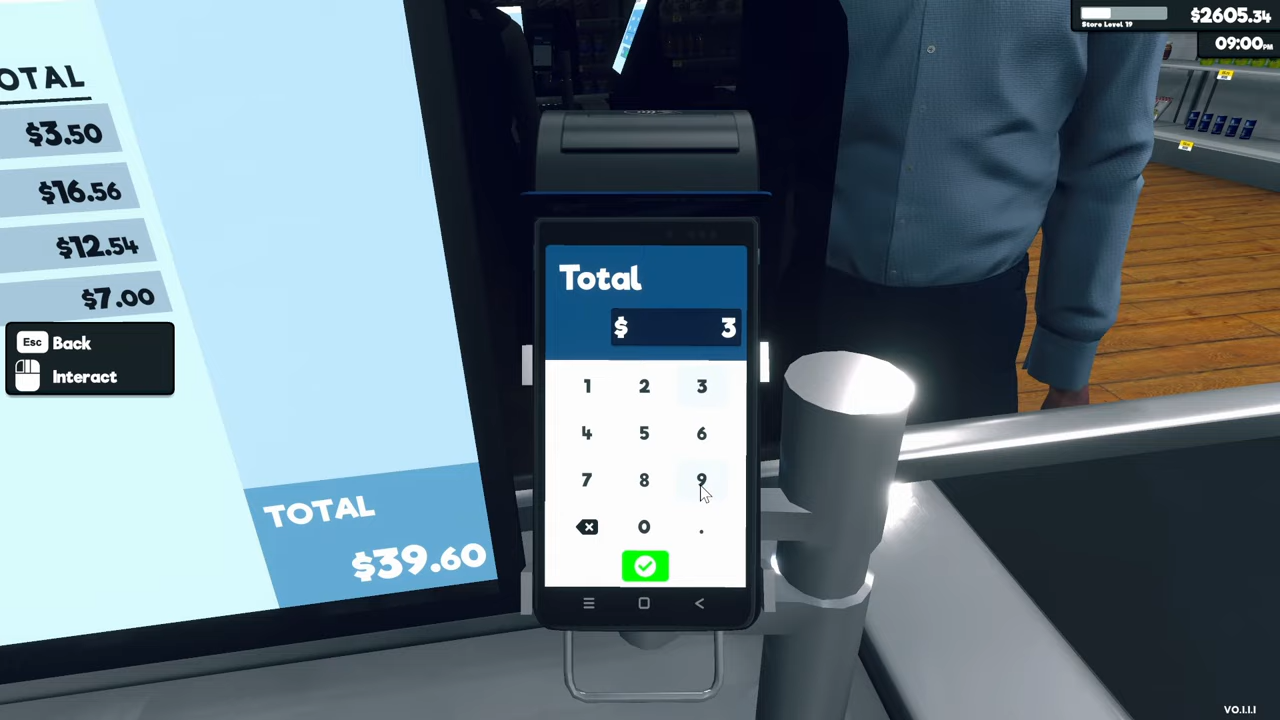 $2605.34
Store Level 19
09:00PM
OTAL
$3.50
$16.56
$12.54
$7.00
Esc Back
Interact
TOTAL
$39.60
Total
$ 3
1 2 3
4 5 6
7 8 9
0 .
V0.1.1.1